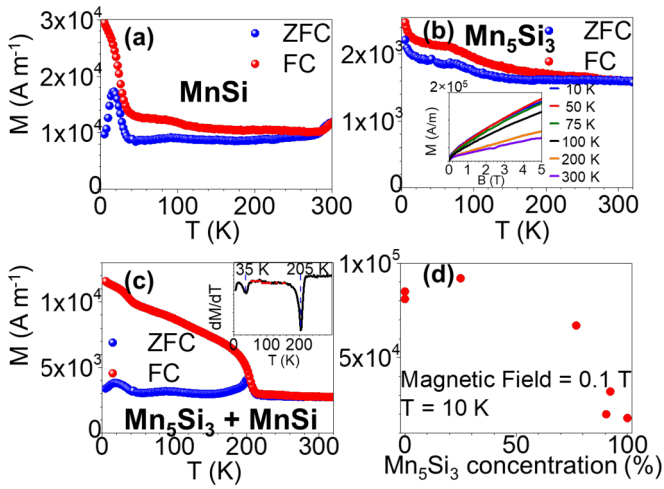 (a)
ZFC
FC
MnSi
M (A m⁻¹)
3x10⁴
2x10⁴
1x10⁴
0
0 100 200 300
T (K)
(b)
Mn₅Si₃
ZFC
FC
2x10³
1x10³
0
0 100 200 300
T (K)
2x10⁵
M (A/m)
0
0 1 2 3 4 5
B (T)
10 K
50 K
75 K
100 K
200 K
300 K
(c)
M (A m⁻¹)
1x10⁴
5x10³
0
0 100 200 300
T (K)
ZFC
FC
Mn₅Si₃ + MnSi
35 K 205 K
dM/dT
0 100 200
T (K)
(d)
1x10⁵
5x10⁴
0
0 50 100
Magnetic Field = 0.1 T
T = 10 K
Mn₅Si₃ concentration (%)